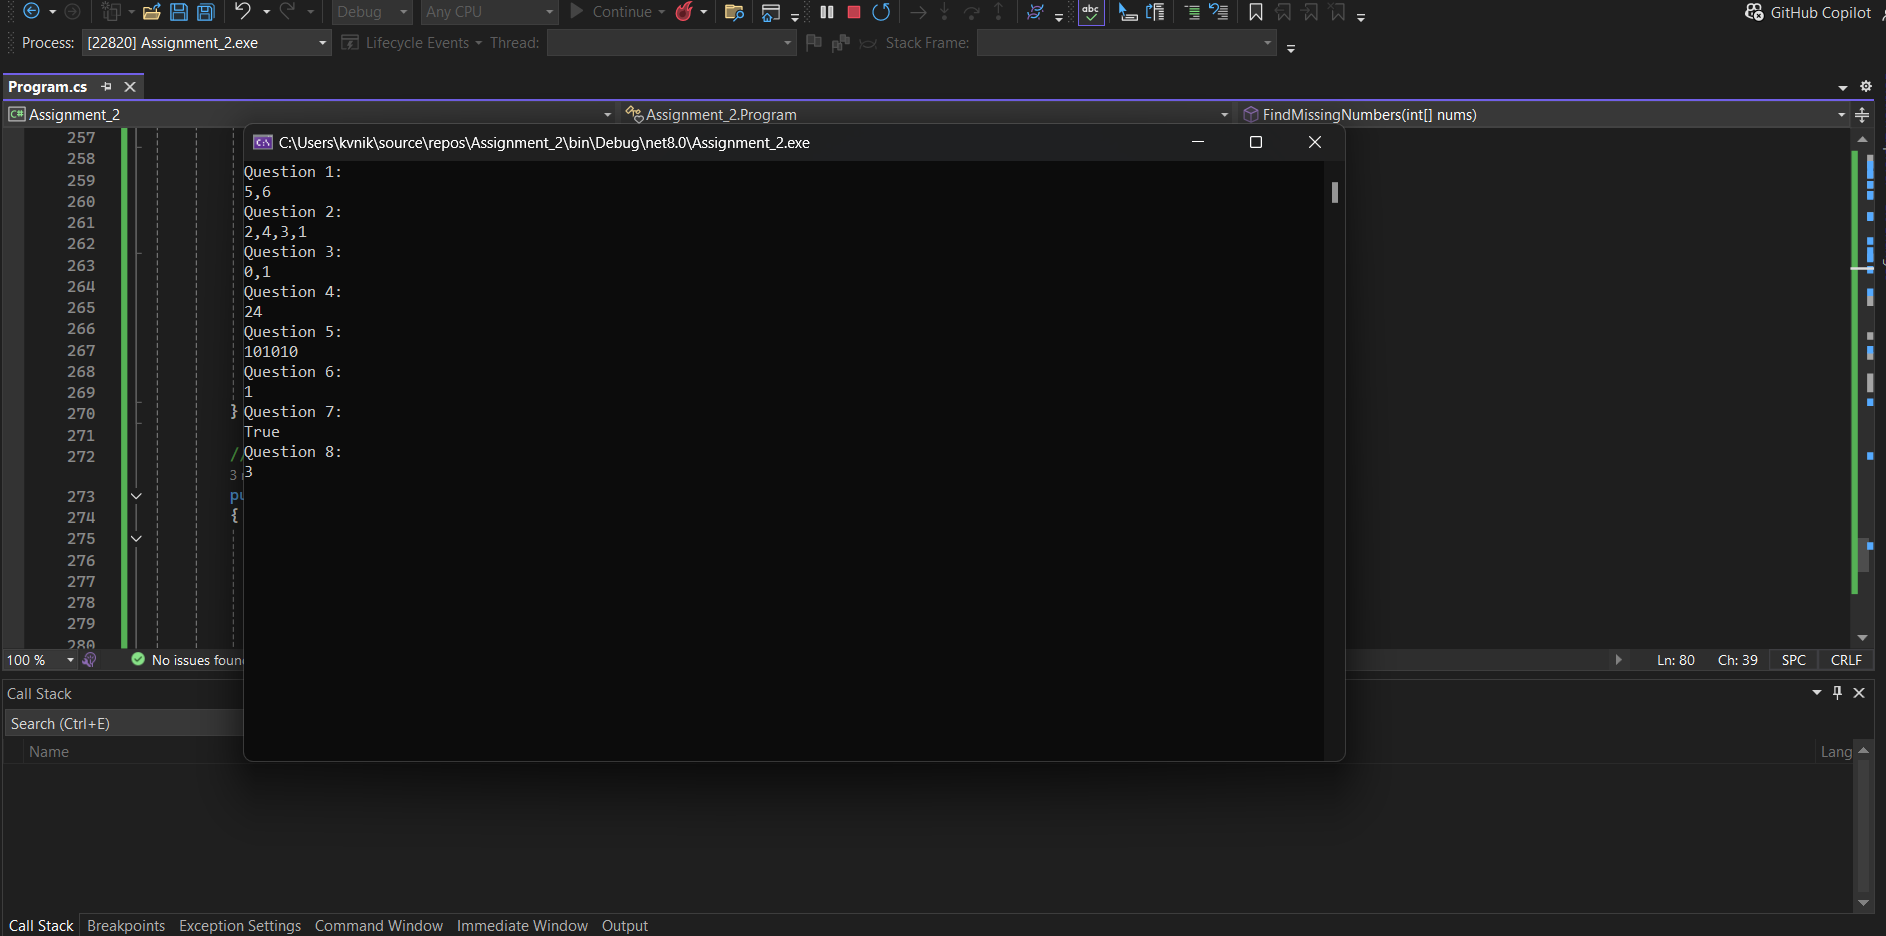 Debug
Any CPU
Continue
GitHub Copilot
Process: [22820] Assignment_2.exe
Lifecycle Events
Thread:
Stack Frame:
Program.cs
Assignment_2
Assignment_2.Program
FindMissingNumbers(int[] nums)
C:\Users\kvnik\source\repos\Assignment_2\bin\Debug\net8.0\Assignment_2.exe
Question 1:
5,6
Question 2:
2,4,3,1
Question 3:
0,1
Question 4:
24
Question 5:
101010
Question 6:
1
Question 7:
True
Question 8:
3
257
258
259
260
261
262
263
264
265
266
267
268
269
270 }
271
272 //
3
273 pu
274 {
275
276
277
278
279
280
100 %
No issues foun
Ln: 80 Ch: 39 SPC CRLF
Call Stack
Search (Ctrl+E)
Name
Lang
Call Stack Breakpoints Exception Settings Command Window Immediate Window Output